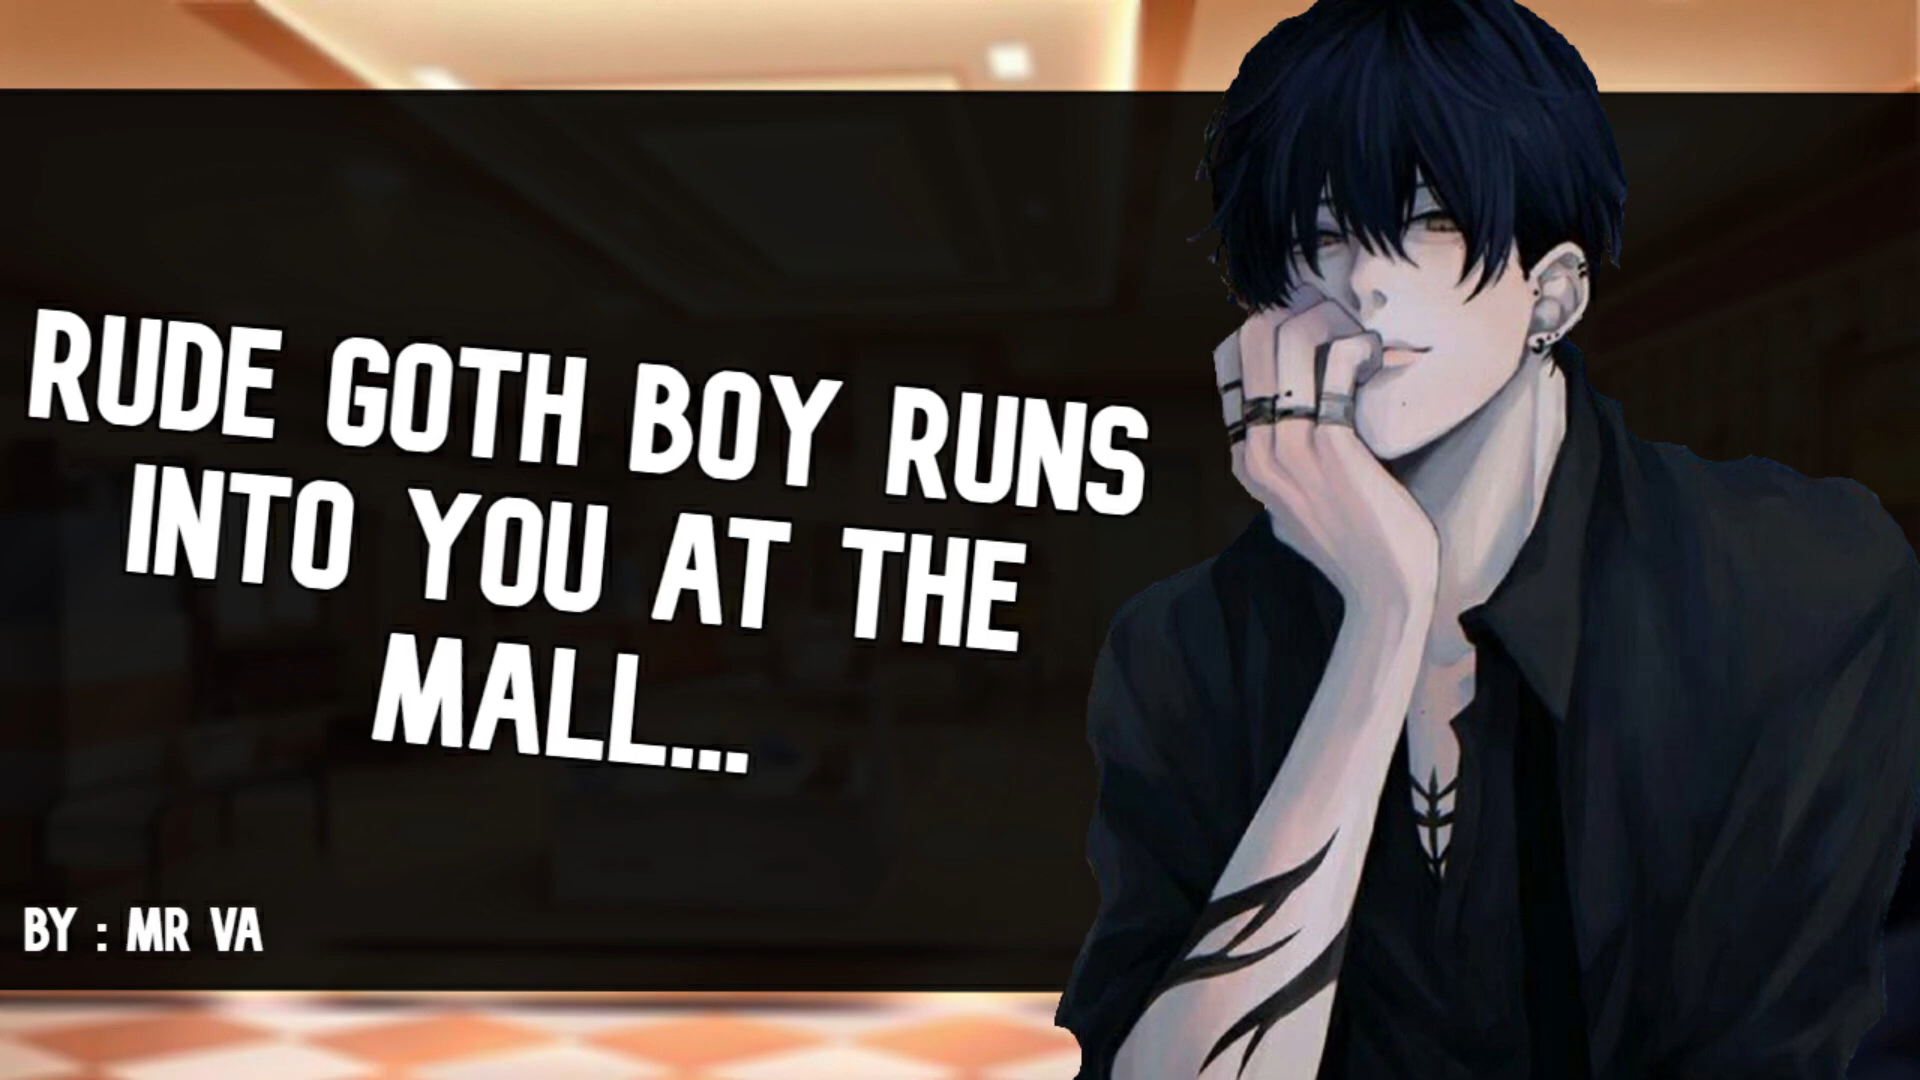 RUDE GOTH BOY RUNS
INTO YOU AT THE
MALL...
BY : MR VA